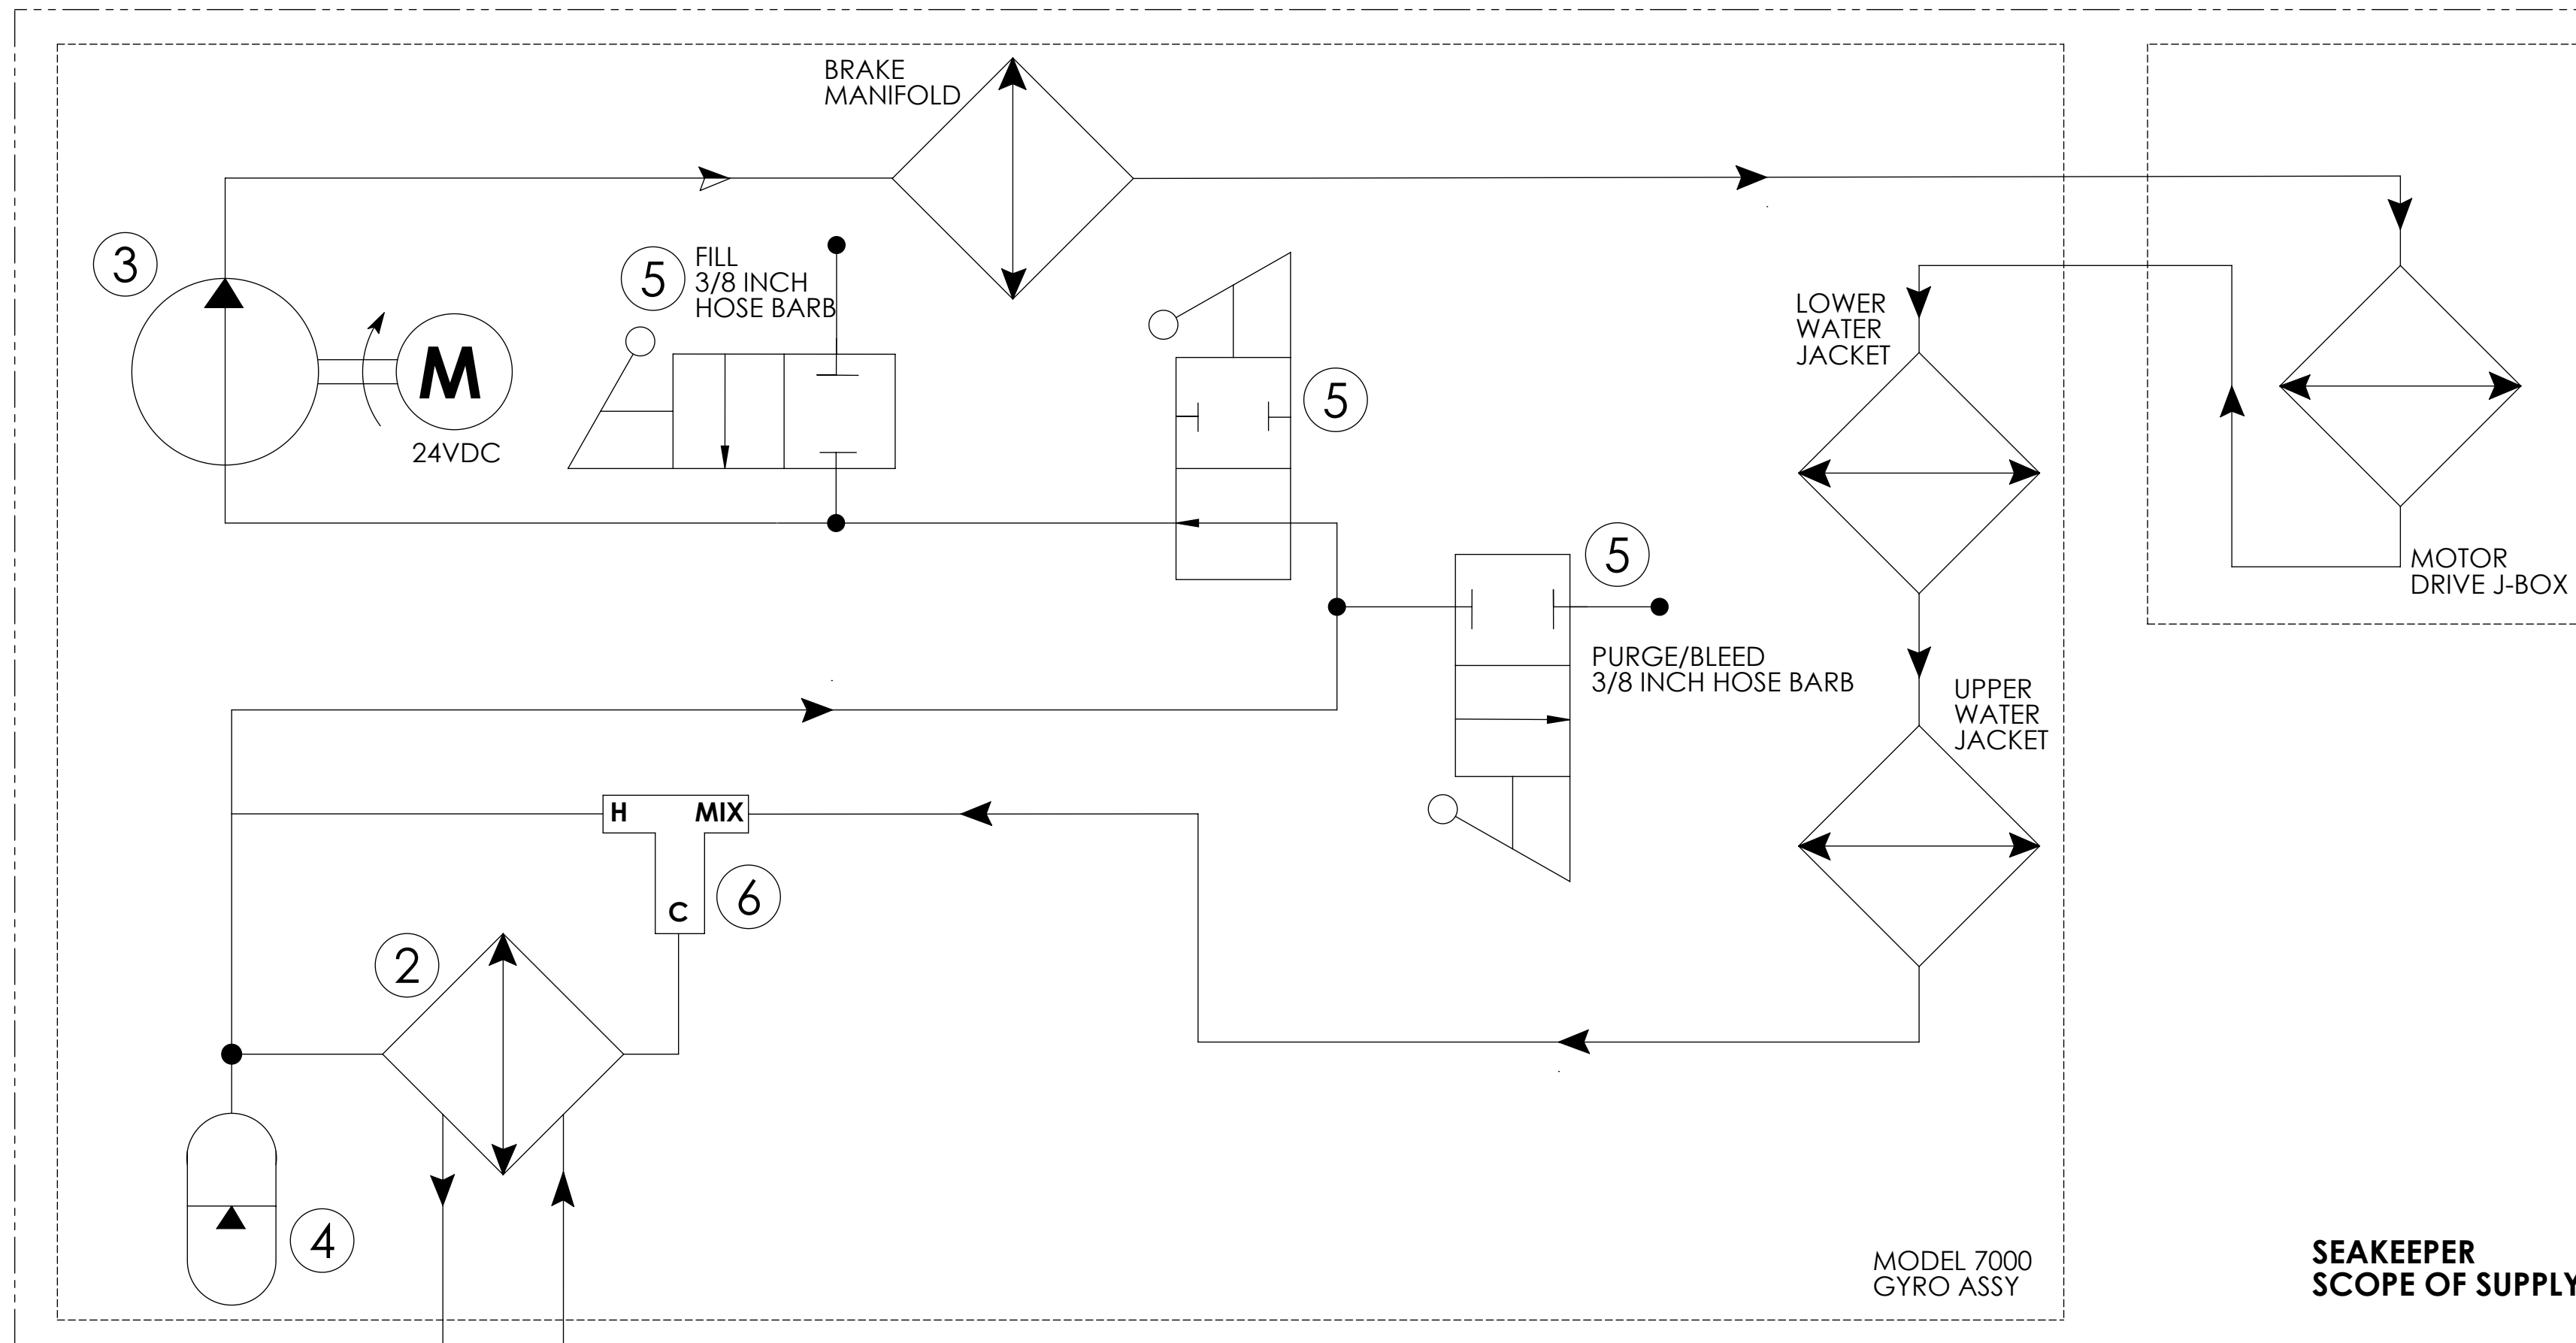 BRAKE
MANIFOLD
3
5
FILL
3/8 INCH
HOSE BARB
M
24VDC
5
LOWER
WATER
JACKET
5
MOTOR
DRIVE J-BOX
PURGE/BLEED
3/8 INCH HOSE BARB
UPPER
WATER
JACKET
H MIX
C
6
2
4
MODEL 7000
GYRO ASSY
SEAKEEPER
SCOPE OF SUPPLY